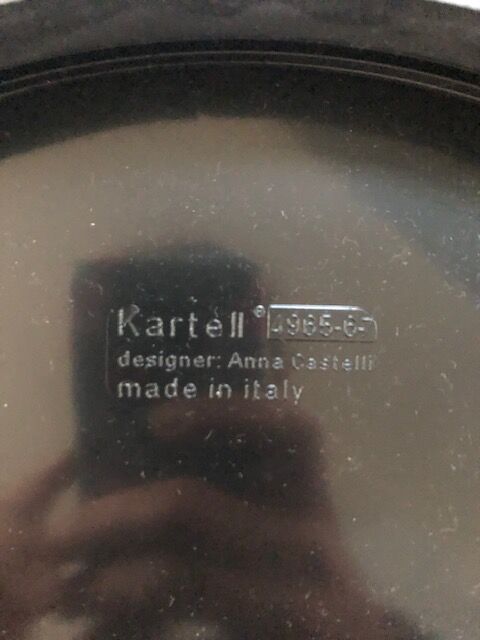 Kartell® 4965-6-7
designer: Anna Castelli
made in italy